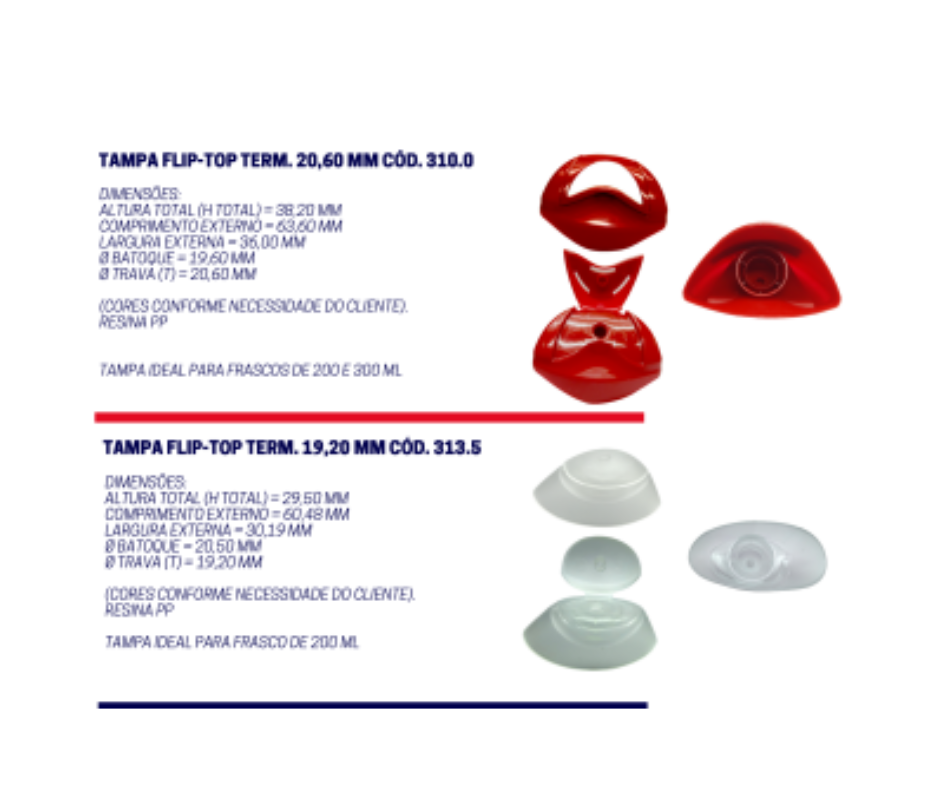 TAMPA FLIP-TOP TERM. 20,60 MM CÓD. 310.0
DIMENSÕES:
ALTURA TOTAL (H TOTAL) = 38,20 MM
COMPRIMENTO EXTERNO = 63,60 MM
LARGURA EXTERNA = 36,00 MM
Ø BATOQUE = 19,60 MM
Ø TRAVA (T) = 20,60 MM
(CORES CONFORME NECESSIDADE DO CLIENTE).
RESINA PP
TAMPA IDEAL PARA FRASCOS DE 200 E 300 ML
TAMPA FLIP-TOP TERM. 19,20 MM CÓD. 313.5
DIMENSÕES:
ALTURA TOTAL (H TOTAL) = 29,50 MM
COMPRIMENTO EXTERNO = 60,48 MM
LARGURA EXTERNA = 30,19 MM
Ø BATOQUE = 20,50 MM
Ø TRAVA (T) = 19,20 MM
(CORES CONFORME NECESSIDADE DO CLIENTE).
RESINA PP
TAMPA IDEAL PARA FRASCO DE 200 ML